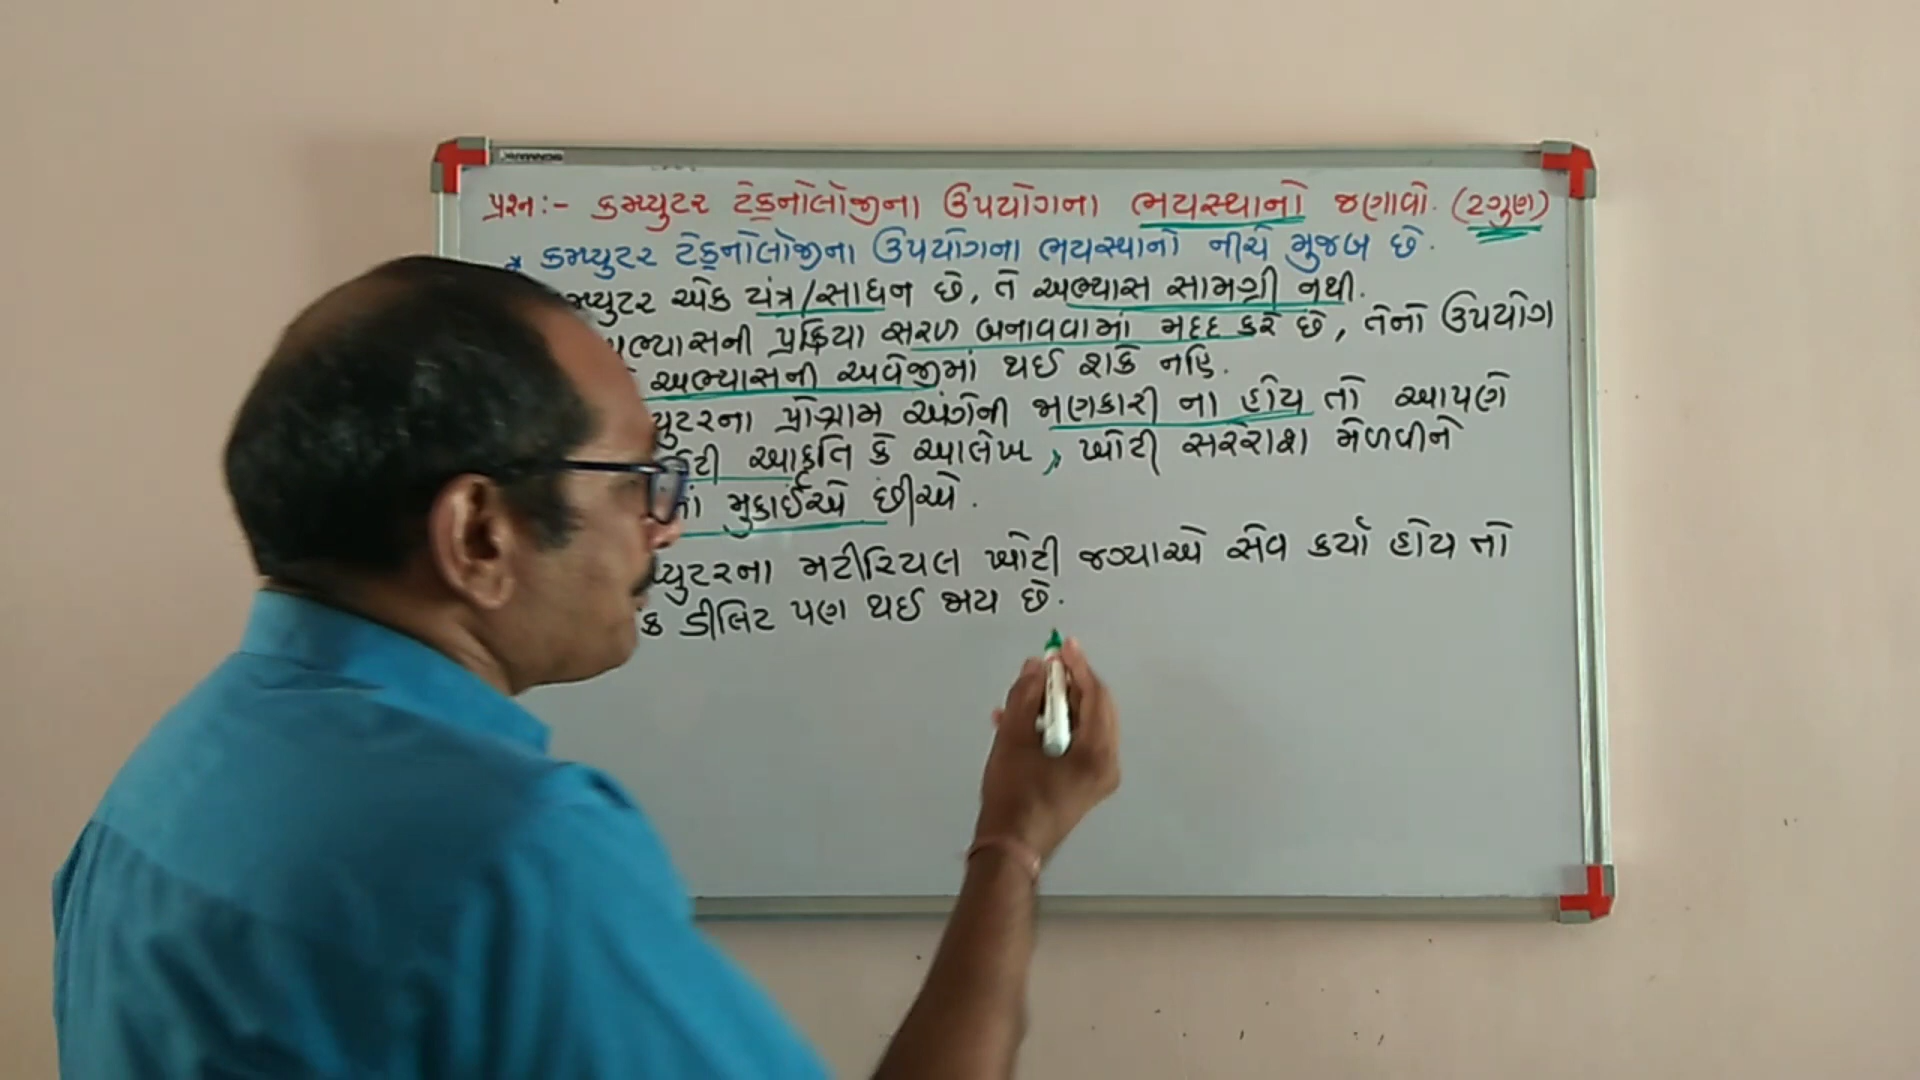 પ્રશ્ન:- કમ્પ્યુટર ટેકનોલોજીના ઉપયોગના ભયસ્થાનો જણાવો. (૨ગુણ)
* કમ્પ્યુટર ટેકનોલોજીના ઉપયોગના ભયસ્થાનો નીચે મુજબ છે.
મ્પ્યુટર એક યંત્ર/સાધન છે, તે અભ્યાસ સામગ્રી નથી.
ભ્યાસની પ્રક્રિયા સરળ બનાવવામાં મદદ કરે છે, તેનો ઉપયોગ
અભ્યાસની અવેજીમાં થઈ શકે નહિ.
યુટરના પ્રોગ્રામ અંગેની જાણકારી ના હોય તો આપણે
ટી આકૃતિ કે આલેખ, ખોટી સરેરાશ મેળવીને
માં મુકાઈએ છીએ.
પ્યુટરના મટીરિયલ ખોટી જગ્યાએ સેવ કર્યો હોય તો
ક ડીલિટ પણ થઈ જાય છે.